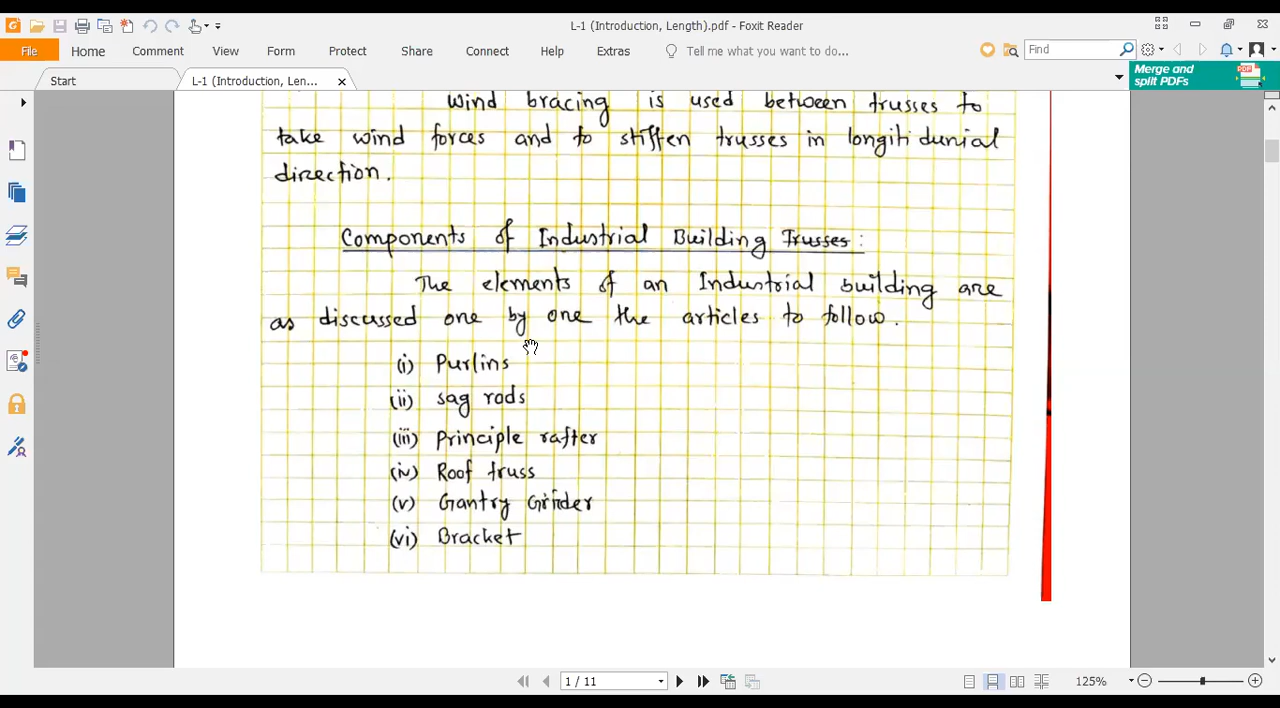 L-1 (Introduction, Length).pdf - Foxit Reader
File Home Comment View Form Protect Share Connect Help Extras Tell me what you want to do... Find
Start L-1 (Introduction, Len... Merge and
split PDFs
Wind bracing is used between trusses to
take wind forces and to stiffen trusses in longiti dunial
direction.
Components of Industrial Building Trusses:
The elements of an Industrial building are
as discussed one by one the articles to follow.
(i) Purlins
(ii) sag rods
(iii) Principle rafter
(iv) Roof truss
(v) Gantry Grinder
(vi) Bracket
1 / 11 125%